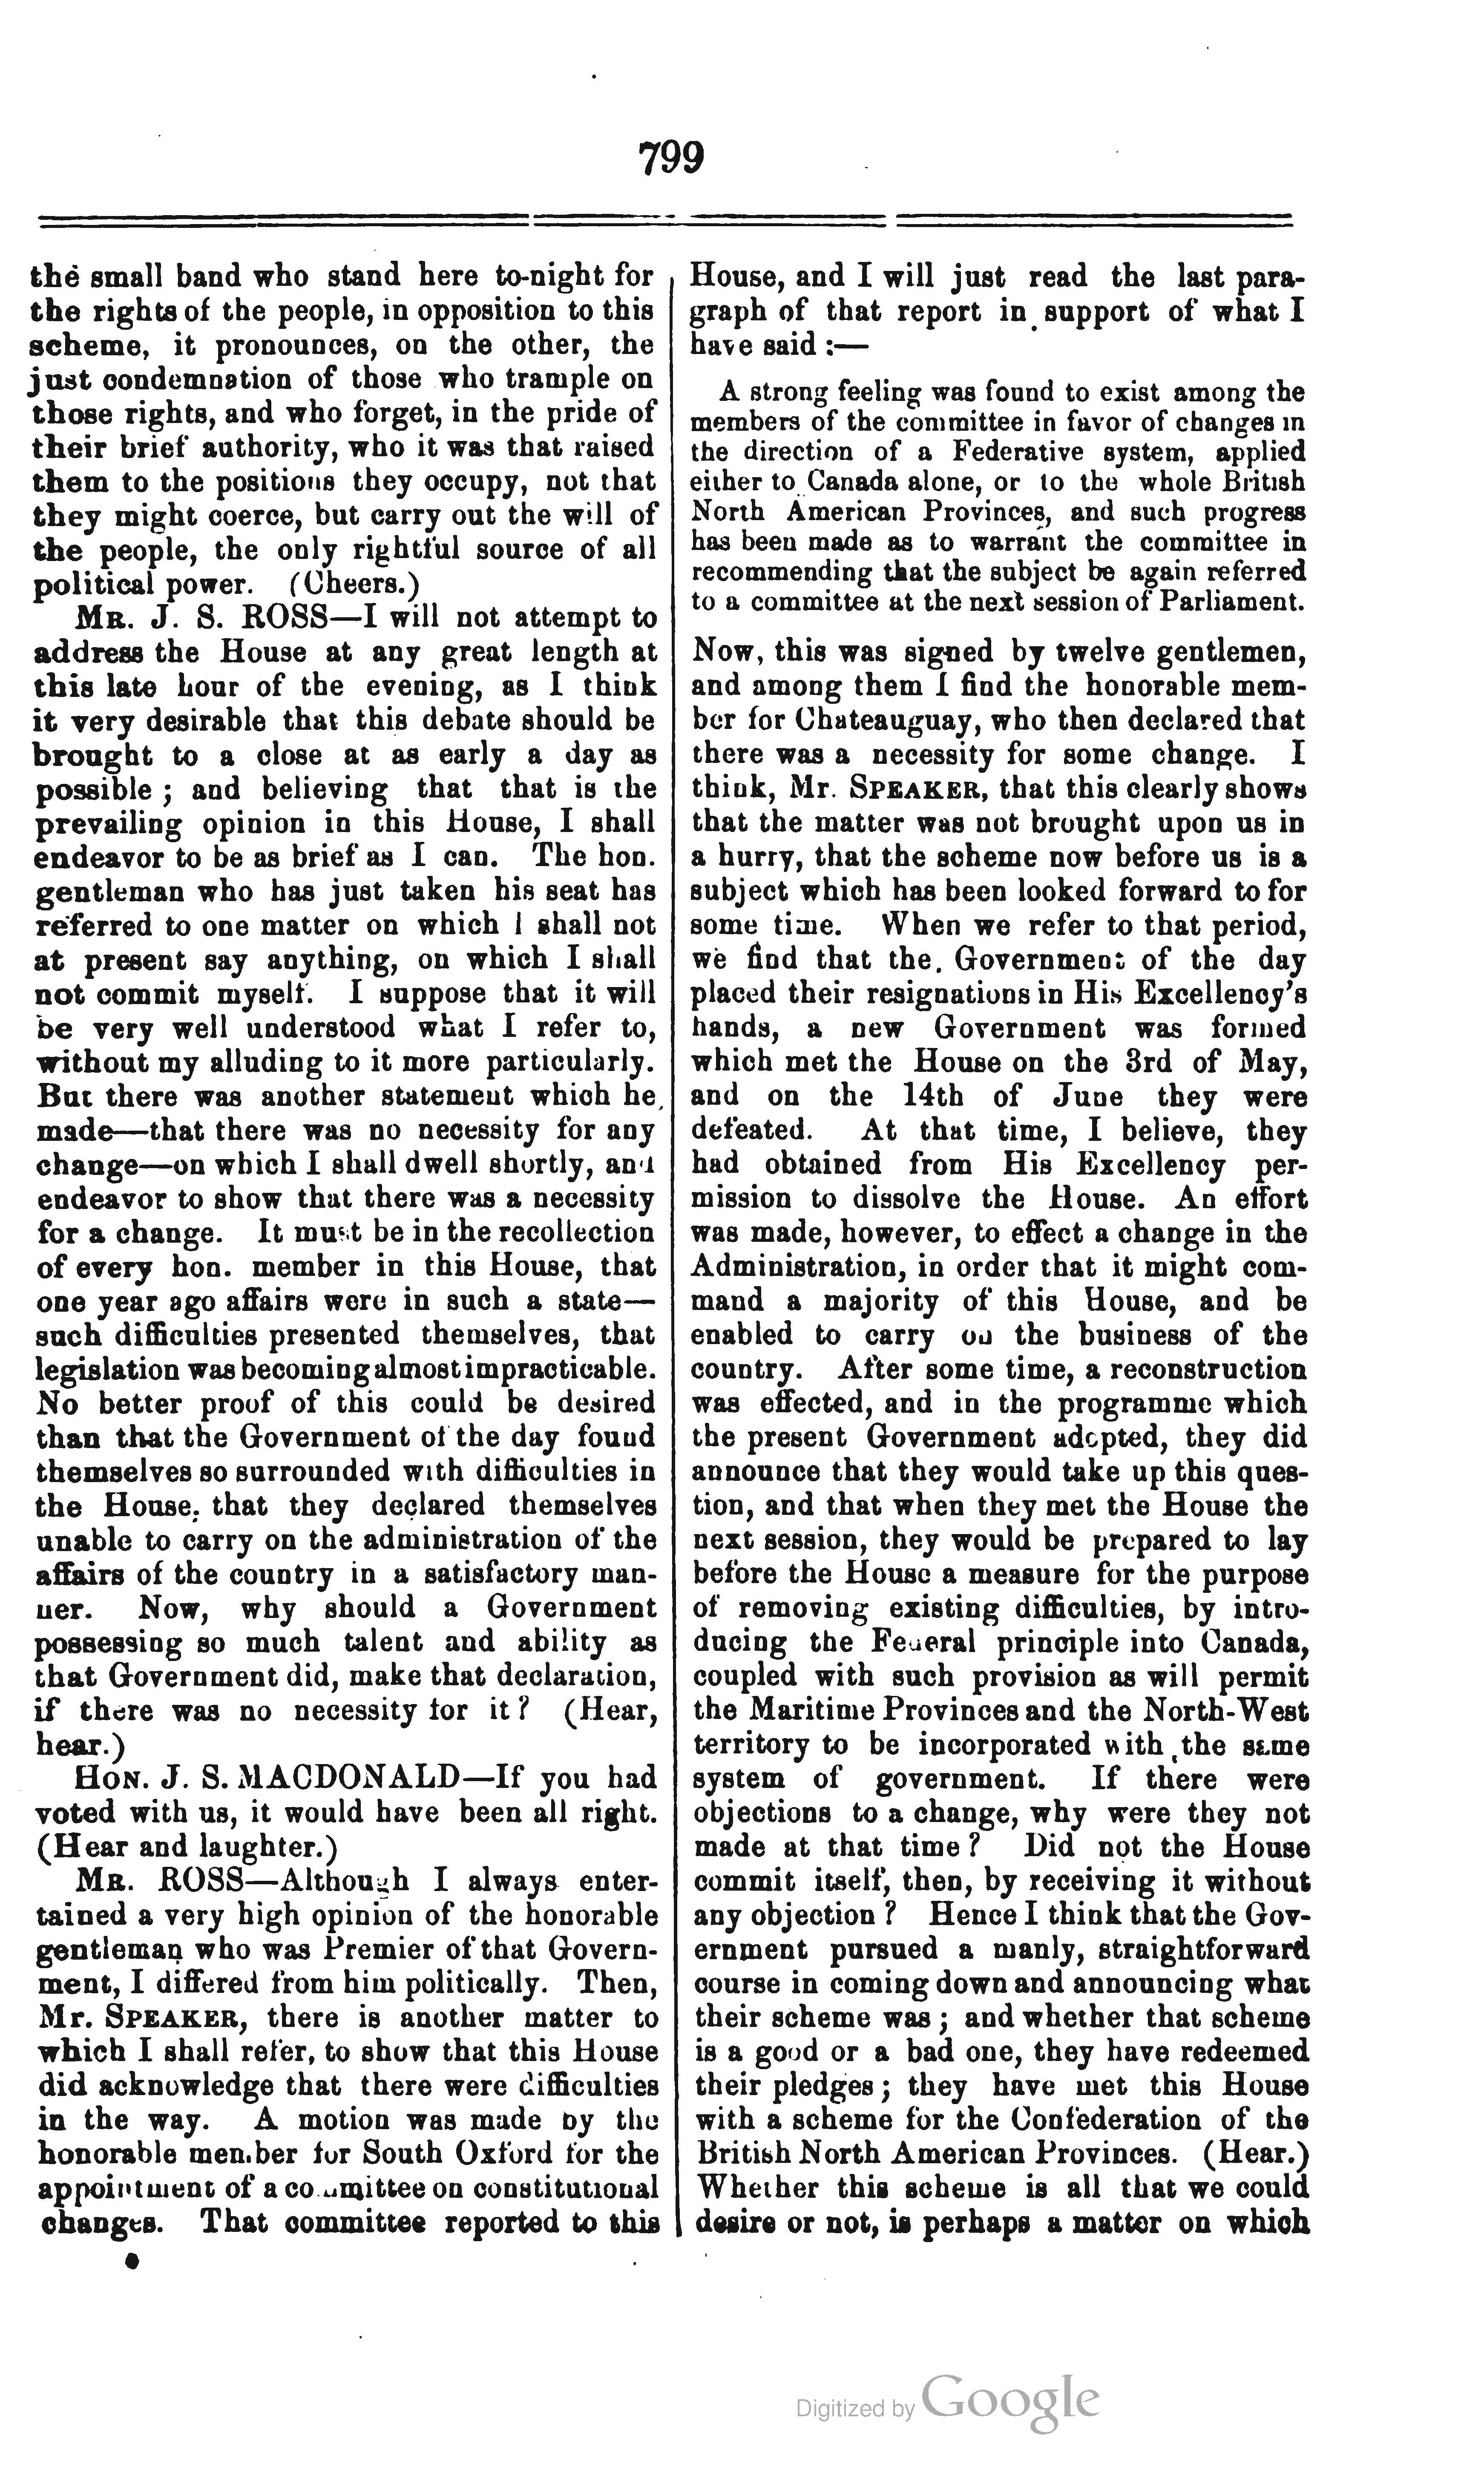 799
the small band who stand here to-night for
the rights of the people, in opposition to this
scheme, it pronounces, on the other, the
just condemnation of those who trample on
those rights, and who forget, in the pride of
their brief authority, who it was that raised
them to the positions they occupy, not that
they might coerce, but carry out the will of
the people, the only rightful source of all
political power. (Cheers.)
MR. J. S. ROSS—I will not attempt to
address the House at any great length at
this late hour of the evening, as I think
it very desirable that this debate should be
brought to a close at as early a day as
possible ; and believing that that is the
prevailing opinion in this House, I shall
endeavor to be as brief as I can. The hon.
gentleman who has just taken his seat has
referred to one matter on which I shall not
at present say anything, on which I shall
not commit myself. I suppose that it will
be very well understood what I refer to,
without my alluding to it more particularly.
But there was another statement which he
made—that there was no necessity for any
change—on which I shall dwell shortly, and
endeavor to show that there was a necessity
for a change. It must be in the recollection
of every hon. member in this House, that
one year ago affairs were in such a state—
such difficulties presented themselves, that
legislation was becoming almost impracticable.
No better proof of this could be desired
than that the Government of the day found
themselves so surrounded with difficulties in
the House, that they declared themselves
unable to carry on the administration of the
affairs of the country in a satisfactory man-
ner. Now, why should a Government
possessing so much talent and ability as
that Government did, make that declaration,
if there was no necessity for it ? (Hear,
hear.)
HON. J. S. MACDONALD—If you had
voted with us, it would have been all right.
(Hear and laughter.)
MR. ROSS—Although I always enter-
tained a very high opinion of the honorable
gentleman who was Premier of that Govern-
ment, I differed from him politically. Then,
Mr. SPEAKER, there is another matter to
which I shall refer, to show that this House
did acknowledge that there were difficulties
in the way. A motion was made by the
honorable member for South Oxford for the
appointment of a committee on constitutional
changes. That committee reported to this
House, and I will just read the last para-
graph of that report in support of what I
have said :—
A strong feeling was found to exist among the
members of the committee in favor of changes in
the direction of a Federative system, applied
either to Canada alone, or to the whole British
North American Provinces, and such progress
has been made as to warrant the committee in
recommending that the subject be again referred
to a committee at the next session of Parliament.
Now, this was signed by twelve gentlemen,
and among them I find the honorable mem-
ber for Chateauguay, who then declared that
there was a necessity for some change. I
think, Mr. SPEAKER, that this clearly shows
that the matter was not brought upon us in
a hurry, that the scheme now before us is a
subject which has been looked forward to for
some time. When we refer to that period,
we find that the Government of the day
placed their resignations in His Excellency's
hands, a new Government was formed
which met the House on the 3rd of May,
and on the 14th of June they were
defeated. At that time, I believe, they
had obtained from His Excellency per-
mission to dissolve the House. An effort
was made, however, to effect a change in the
Administration, in order that it might com-
mand a majority of this House, and be
enabled to carry on the business of the
country. After some time, a reconstruction
was effected, and in the programme which
the present Government adopted, they did
announce that they would take up this ques-
tion, and that when they met the House the
next session, they would be prepared to lay
before the House a measure for the purpose
of removing existing difficulties, by intro-
ducing the Federal principle into Canada,
coupled with such provision as will permit
the Maritime Provinces and the North-West
territory to be incorporated with the same
system of government. If there were
objections to a change, why were they not
made at that time ? Did not the House
commit itself, then, by receiving it without
any objection ? Hence I think that the Gov-
ernment pursued a manly, straightforward
course in coming down and announcing what
their scheme was ; and whether that scheme
is a good or a bad one, they have redeemed
their pledges ; they have met this House
with a scheme for the Confederation of the
British North American Provinces. (Hear.)
Whether this scheme is all that we could
desire or not, is perhaps a matter on which
Digitized by Google